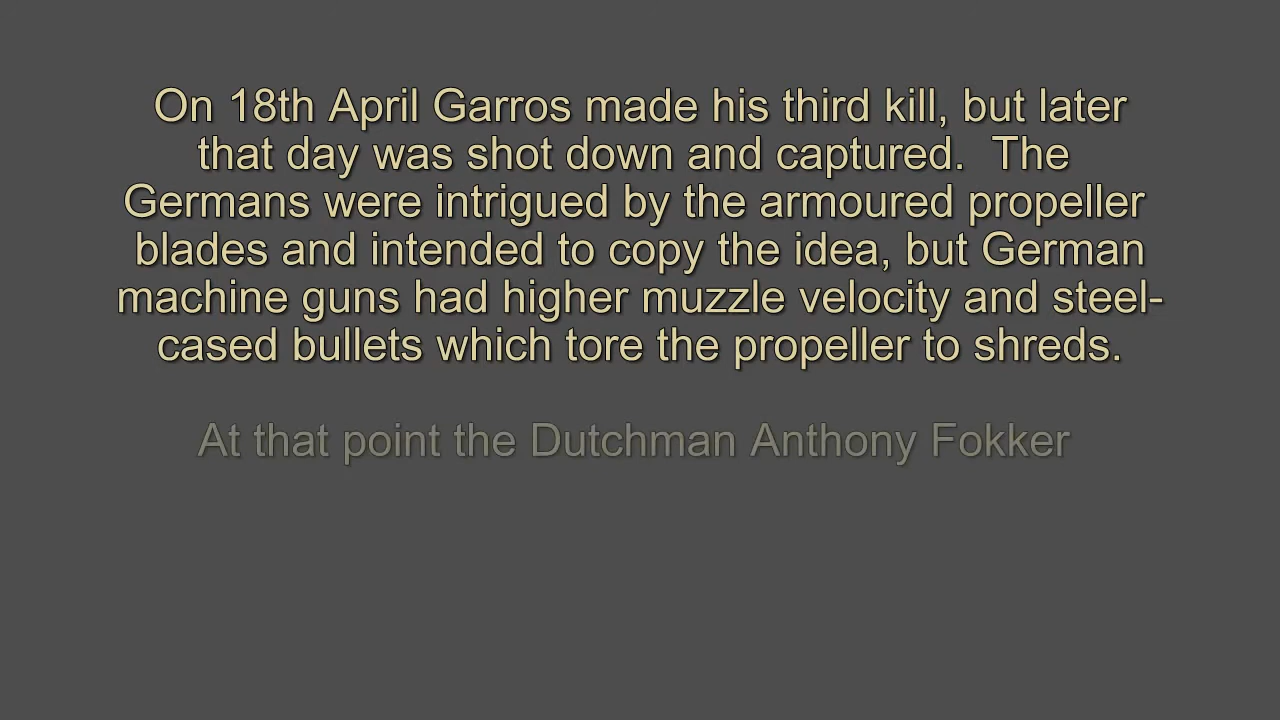 On 18th April Garros made his third kill, but later
that day was shot down and captured.  The
Germans were intrigued by the armoured propeller
blades and intended to copy the idea, but German
machine guns had higher muzzle velocity and steel-
cased bullets which tore the propeller to shreds.
At that point the Dutchman Anthony Fokker